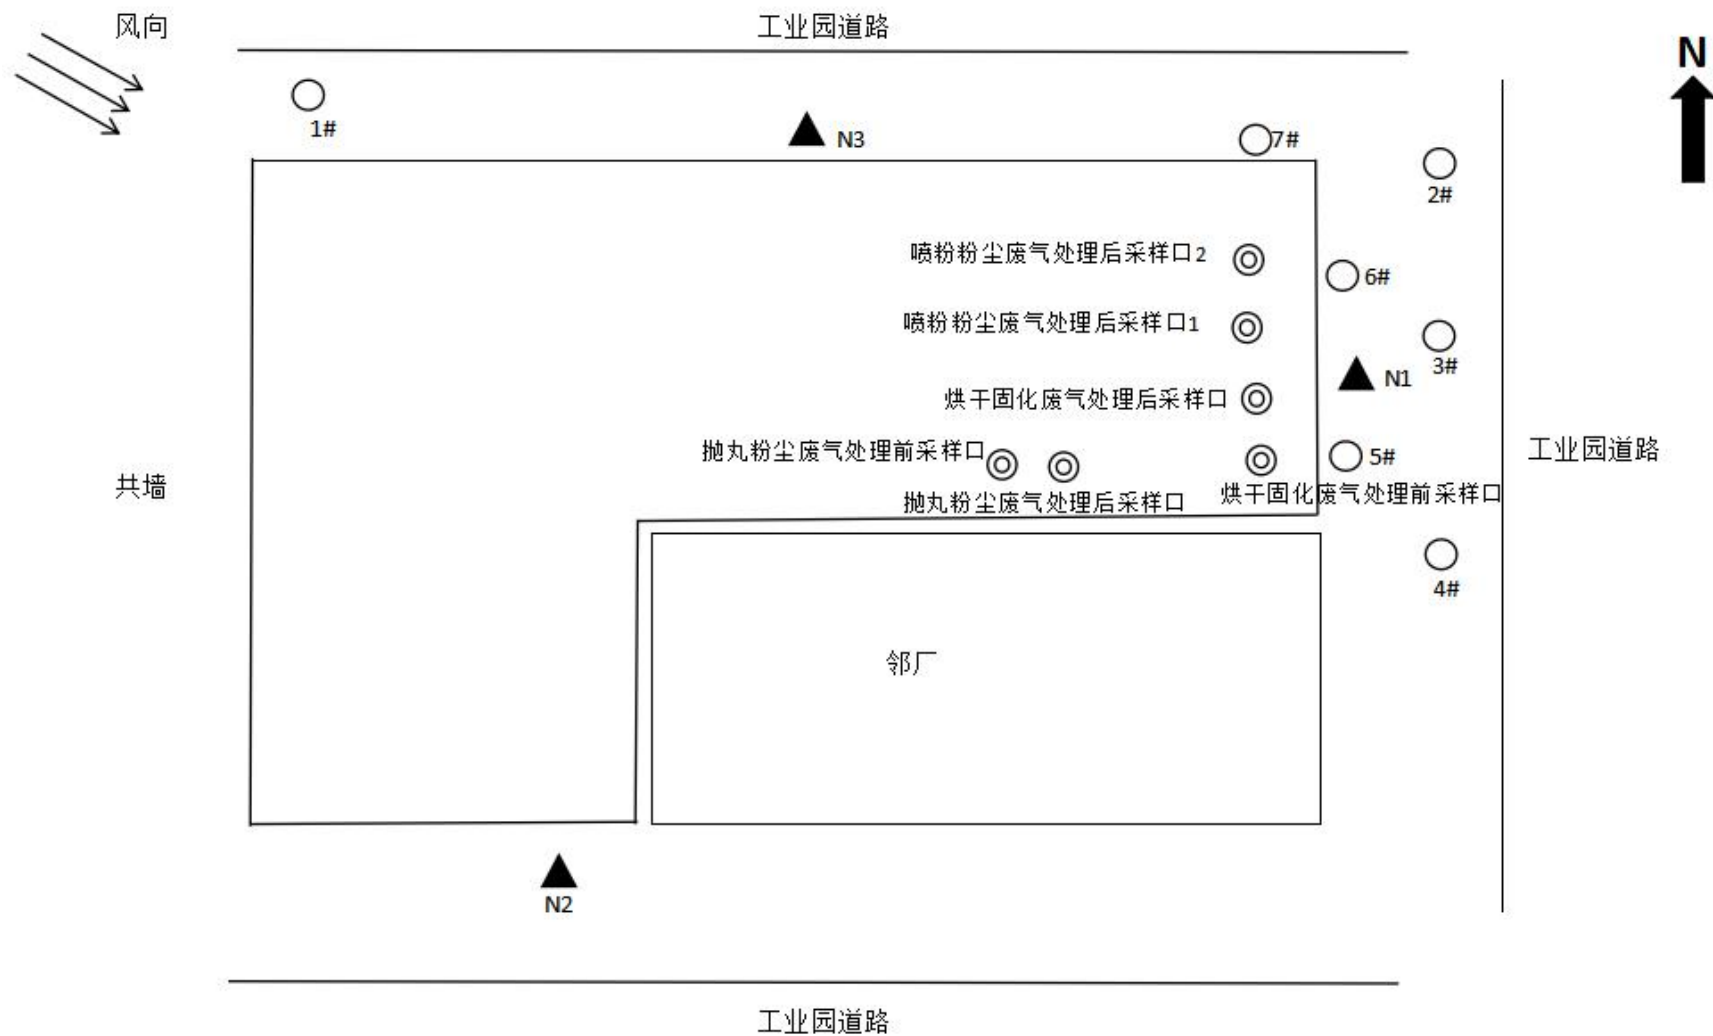 风向
工业园道路
N
1#
N3
7#
2#
喷粉粉尘废气处理后采样口2
6#
喷粉粉尘废气处理后采样口1
3#
N1
烘干固化废气处理后采样口
抛丸粉尘废气处理前采样口
5#
工业园道路
共墙
抛丸粉尘废气处理后采样口
烘干固化废气处理前采样口
4#
邻厂
N2
工业园道路